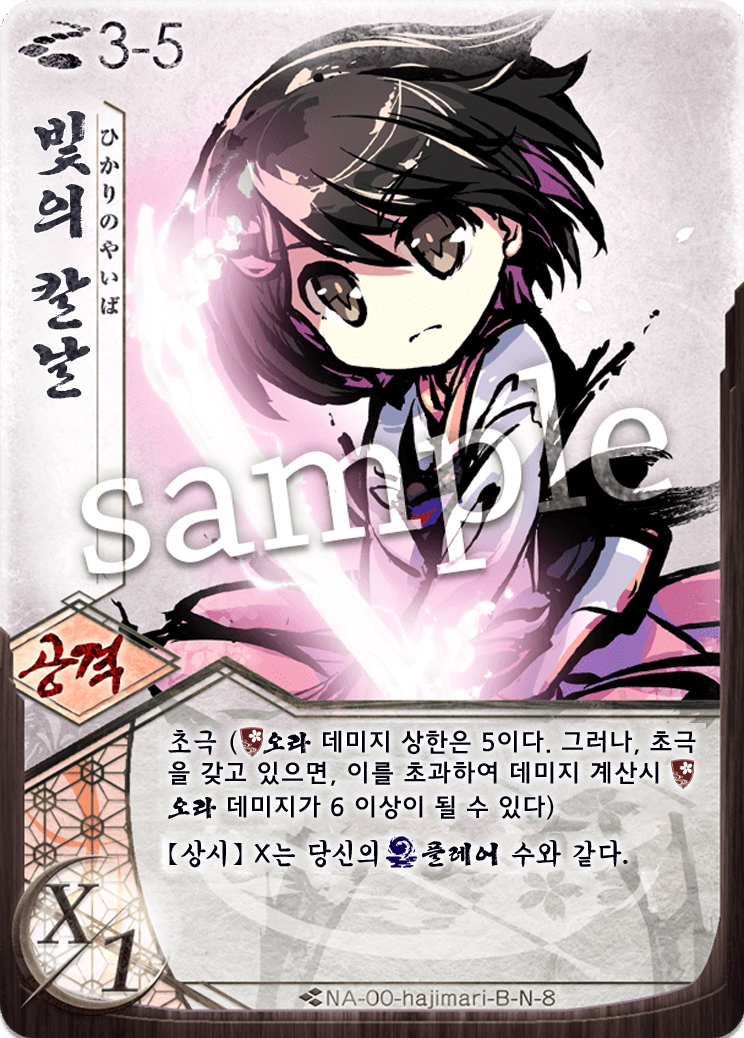 3-5
빛의 칼날
ひかりのやいば
sample
공격
초극 (오라 데미지 상한은 5이다. 그러나, 초극
을 갖고 있으면, 이를 초과하여 데미지 계산시
오라 데미지가 6 이상이 될 수 있다)
【상시】 X는 당신의 플레어 수와 같다.
X/1
NA-00-hajimari-B-N-8